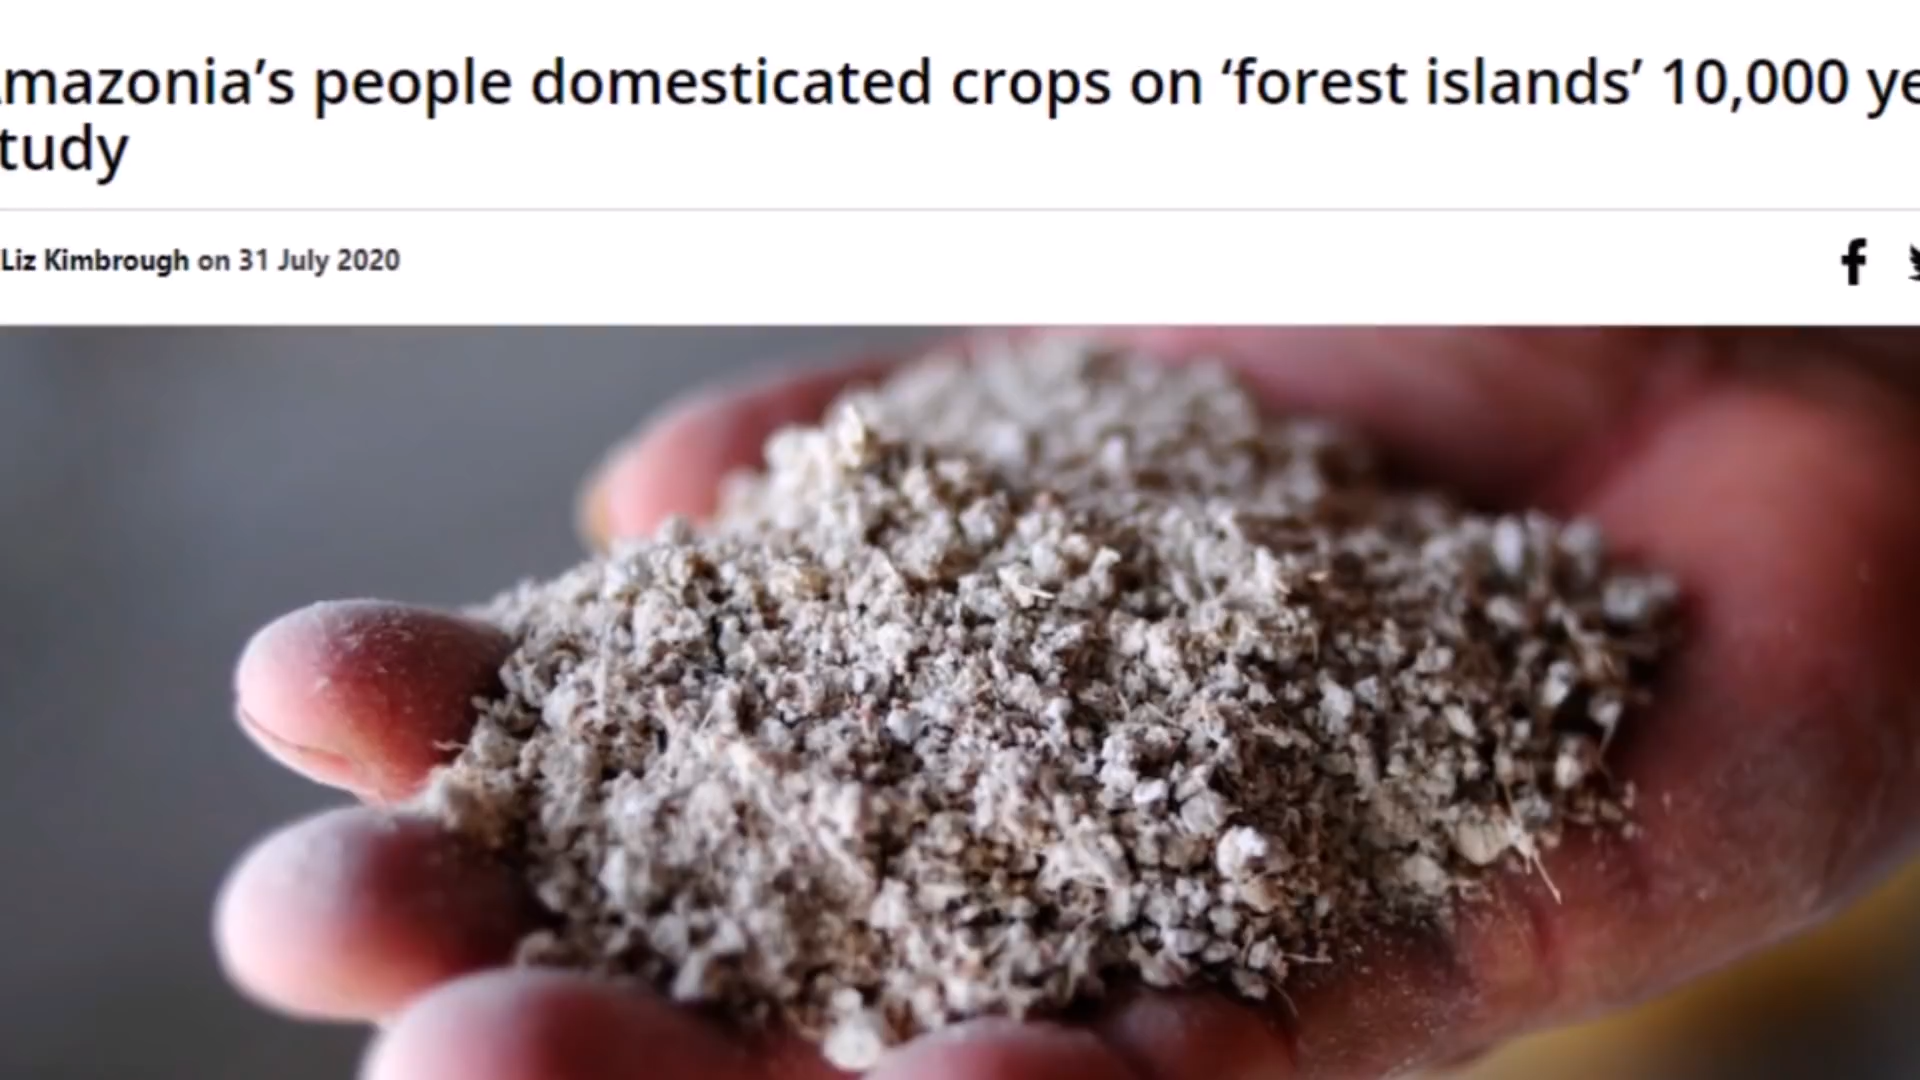 mazonia’s people domesticated crops on ‘forest islands’ 10,000 ye
tudy
Liz Kimbrough on 31 July 2020